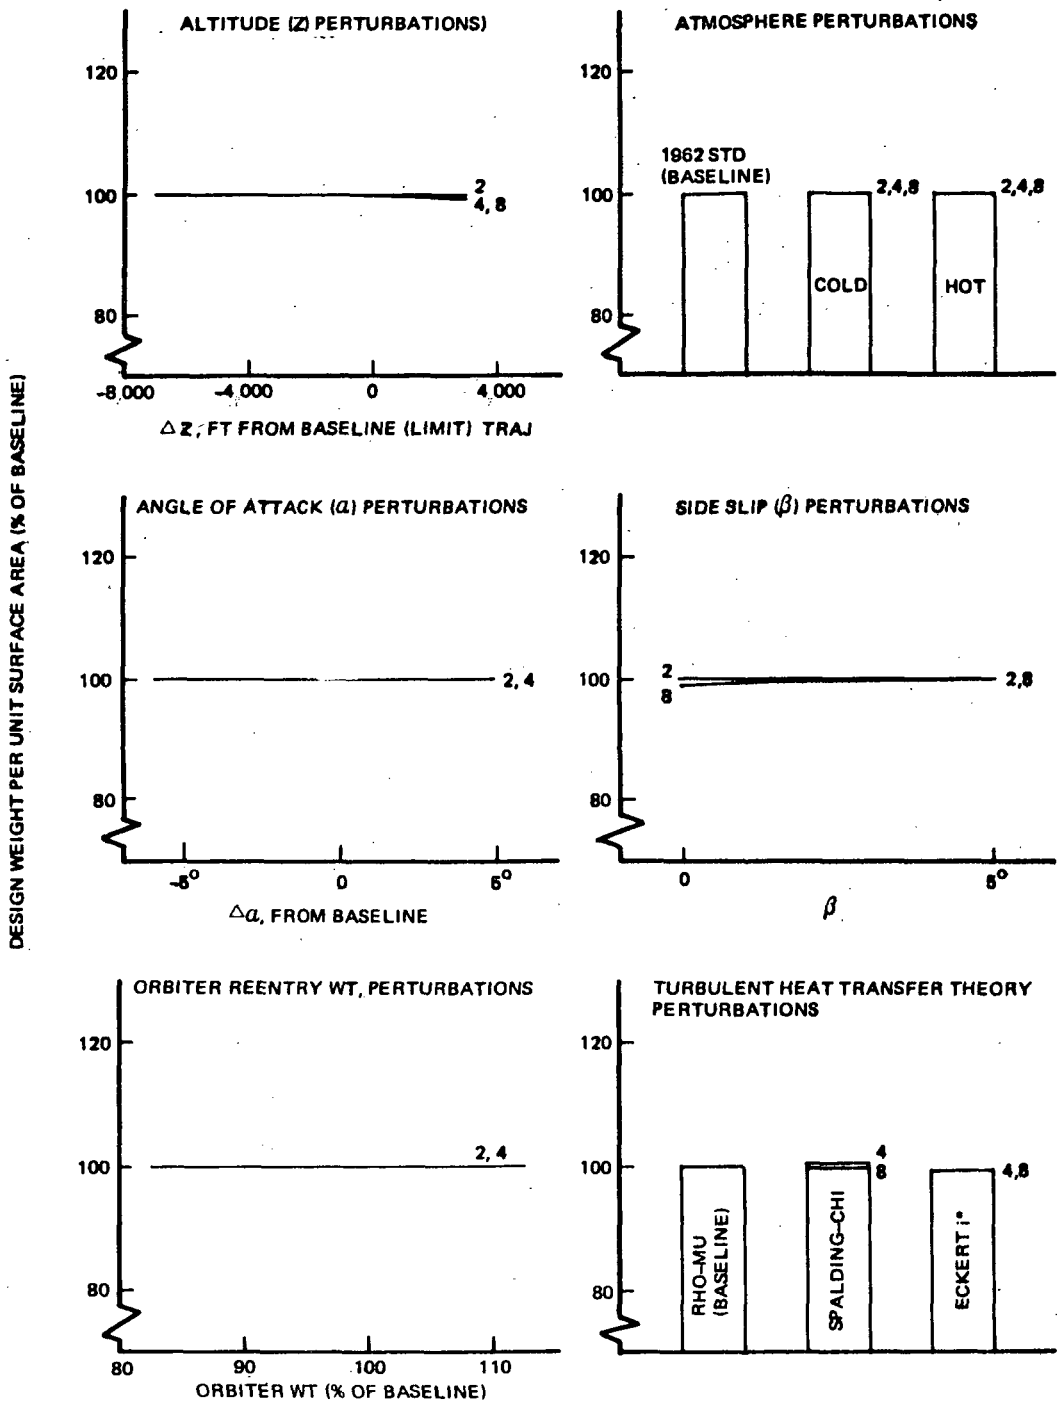 DESIGN WEIGHT PER UNIT SURFACE AREA (% OF BASELINE)
ALTITUDE (Z) PERTURBATIONS)
120
100
80
2
4, 8
-8,000
-4,000
0
4,000
△ Z, FT FROM BASELINE (LIMIT) TRAJ
ATMOSPHERE PERTURBATIONS
120
100
80
1962 STD
(BASELINE)
2,4,8
2,4,8
COLD
HOT
ANGLE OF ATTACK (α) PERTURBATIONS
120
100
80
2, 4
-5°
0
5°
△α, FROM BASELINE
SIDE SLIP (β) PERTURBATIONS
120
100
80
2
8
2,8
0
5°
β
ORBITER REENTRY WT, PERTURBATIONS
120
100
80
2, 4
80
90
100
110
ORBITER WT (% OF BASELINE)
TURBULENT HEAT TRANSFER THEORY
PERTURBATIONS
120
100
80
4
8
4,8
RHO-MU
(BASELINE)
SPALDING-CHI
ECKERT i*